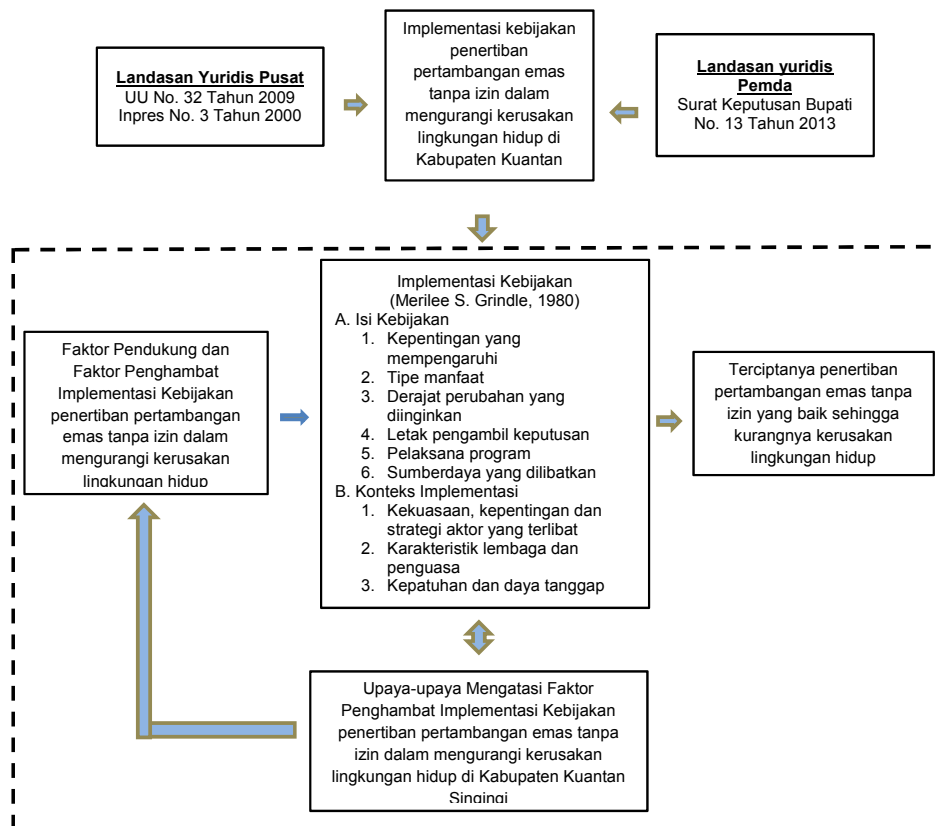 Landasan Yuridis Pusat
UU No. 32 Tahun 2009
Inpres No. 3 Tahun 2000
Implementasi kebijakan
penertiban
pertambangan emas
tanpa izin dalam
mengurangi kerusakan
lingkungan hidup di
Kabupaten Kuantan
Landasan yuridis
Pemda
Surat Keputusan Bupati
No. 13 Tahun 2013
Faktor Pendukung dan
Faktor Penghambat
Implementasi Kebijakan
penertiban pertambangan
emas tanpa izin dalam
mengurangi kerusakan
lingkungan hidup
Implementasi Kebijakan
(Merilee S. Grindle, 1980)
A. Isi Kebijakan
1. Kepentingan yang
mempengaruhi
2. Tipe manfaat
3. Derajat perubahan yang
diinginkan
4. Letak pengambil keputusan
5. Pelaksana program
6. Sumberdaya yang dilibatkan
B. Konteks Implementasi
1. Kekuasaan, kepentingan dan
strategi aktor yang terlibat
2. Karakteristik lembaga dan
penguasa
3. Kepatuhan dan daya tanggap
Terciptanya penertiban
pertambangan emas tanpa
izin yang baik sehingga
kurangnya kerusakan
lingkungan hidup
Upaya-upaya Mengatasi Faktor
Penghambat Implementasi Kebijakan
penertiban pertambangan emas tanpa
izin dalam mengurangi kerusakan
lingkungan hidup di Kabupaten Kuantan
Singingi